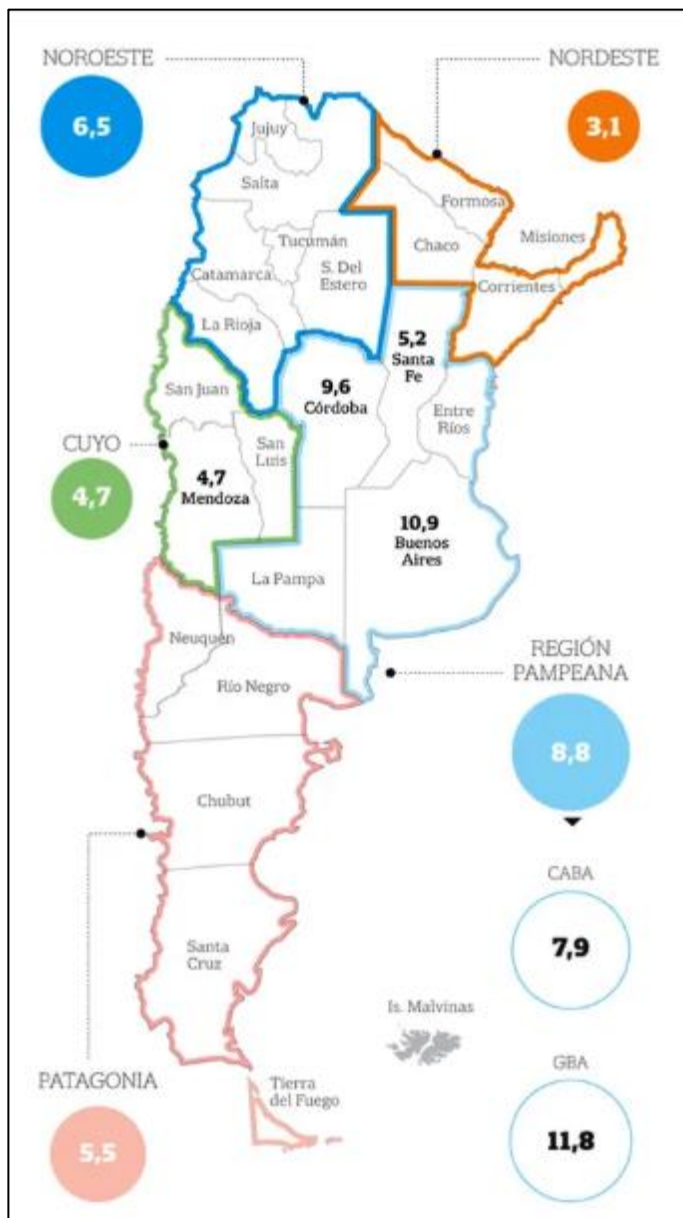 NOROESTE
6,5
NORDESTE
3,1
Jujuy
Salta
Formosa
Chaco
Misiones
Tucumán
Catamarca
S. Del
Estero
Corrientes
La Rioja
5,2
Santa
Fe
San Juan
9,6
Córdoba
Entre
Ríos
CUYO
4,7
San
Luis
4,7
Mendoza
10,9
Buenos
Aires
La Pampa
REGIÓN
PAMPEANA
8,8
Neuquén
Río Negro
Chubut
CABA
7,9
Santa
Cruz
Is. Malvinas
GBA
11,8
PATAGONIA
5,5
Tierra
del Fuego